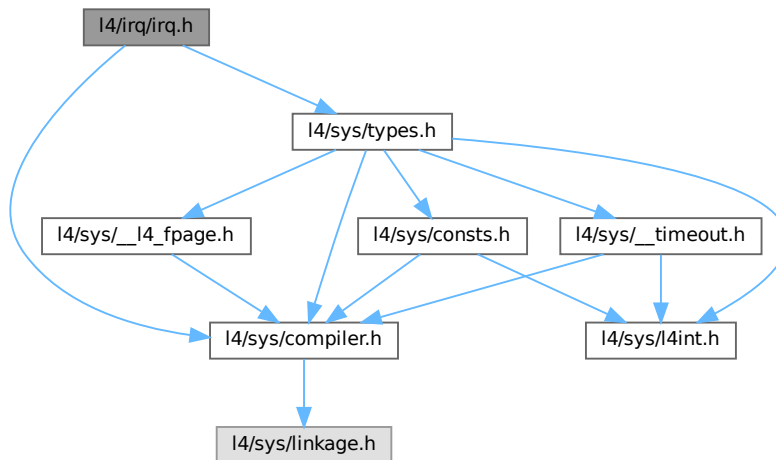 l4/irq/irq.h
l4/sys/types.h
l4/sys/__l4_fpage.h
l4/sys/consts.h
l4/sys/__timeout.h
l4/sys/compiler.h
l4/sys/l4int.h
l4/sys/linkage.h